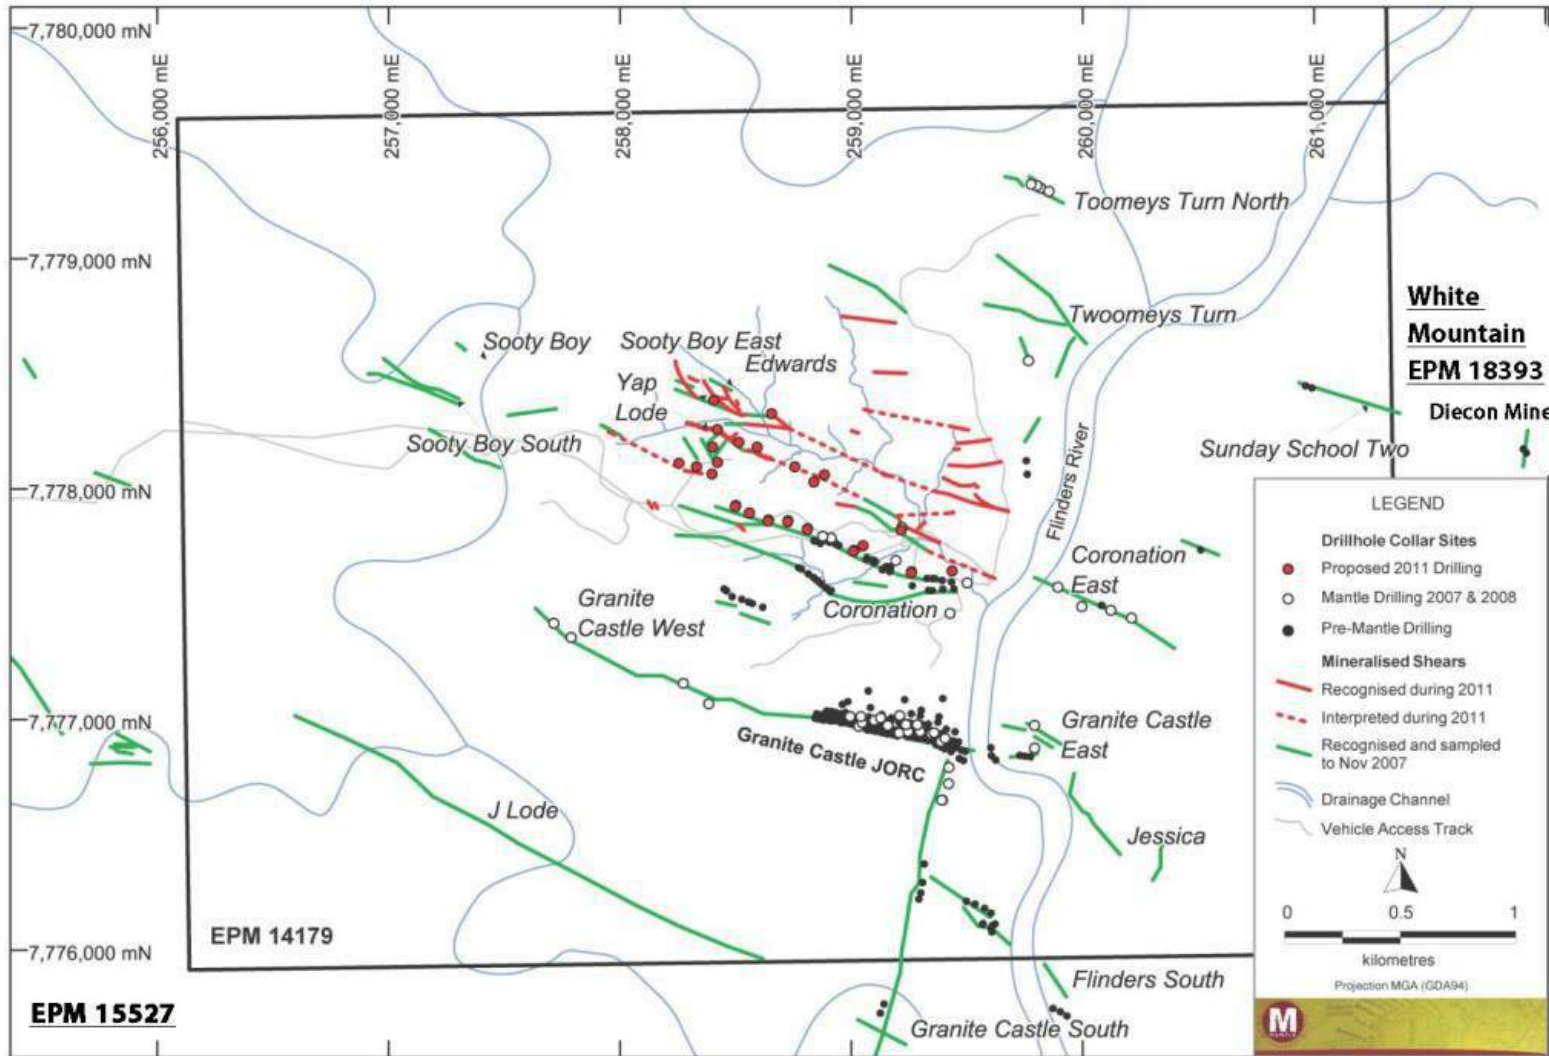 7,780,000 mN
256,000 mE
257,000 mE
258,000 mE
259,000 mE
260,000 mE
261,000 mE
Toomeys Turn North
7,779,000 mN
White
Mountain
EPM 18393
Diecon Mine
Twoomeys Turn
Sooty Boy
Sooty Boy East
Edwards
Yap
Lode
Sooty Boy South
Sunday School Two
Flinders River
7,778,000 mN
Coronation
East
Granite
Castle West
Coronation
7,777,000 mN
Granite Castle
East
Granite Castle JORC
J Lode
Jessica
EPM 14179
7,776,000 mN
Flinders South
EPM 15527
Granite Castle South
LEGEND
Drillhole Collar Sites
Proposed 2011 Drilling
Mantle Drilling 2007 & 2008
Pre-Mantle Drilling
Mineralised Shears
Recognised during 2011
Interpreted during 2011
Recognised and sampled
to Nov 2007
Drainage Channel
Vehicle Access Track
N
0 0.5 1
kilometres
Projection MGA (GDA94)
M